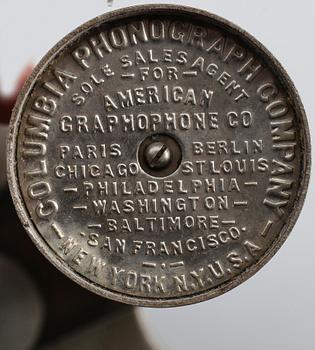 COLUMBIA PHONOGRAPH COMPANY
SOLE SALES AGENT
-FOR-
AMERICAN
GRAPHOPHONE CO
PARIS BERLIN
CHICAGO ST LOUIS
-PHILADELPHIA-
-WASHINGTON-
-BALTIMORE-
.SAN FRANCISCO.
-NEW YORK N.Y.U.S.A-